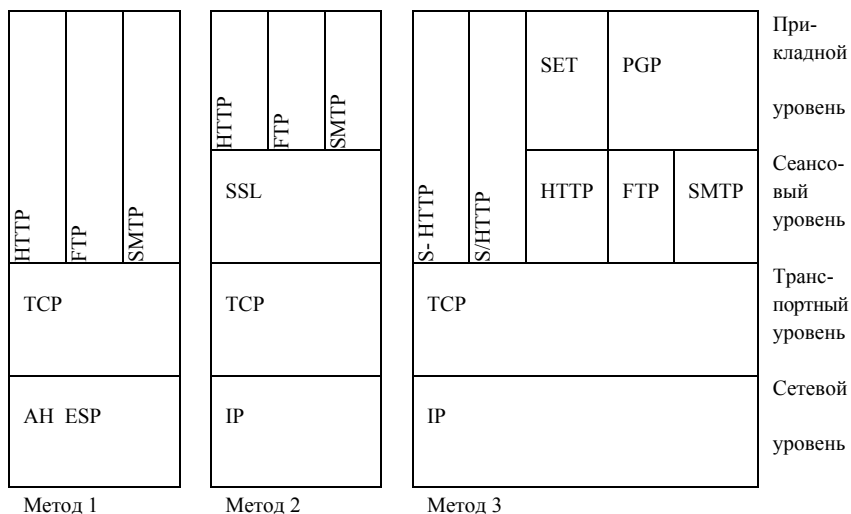 При-
кладной
уровень
SET
PGP
HTTP
FTP
SMTP
Сеансо-
вый
уровень
SSL
HTTP
FTP
SMTP
HTTP
FTP
SMTP
S- HTTP
S/HTTP
Транс-
портный
уровень
TCP
TCP
TCP
Сетевой
уровень
AH ESP
IP
IP
Метод 1
Метод 2
Метод 3